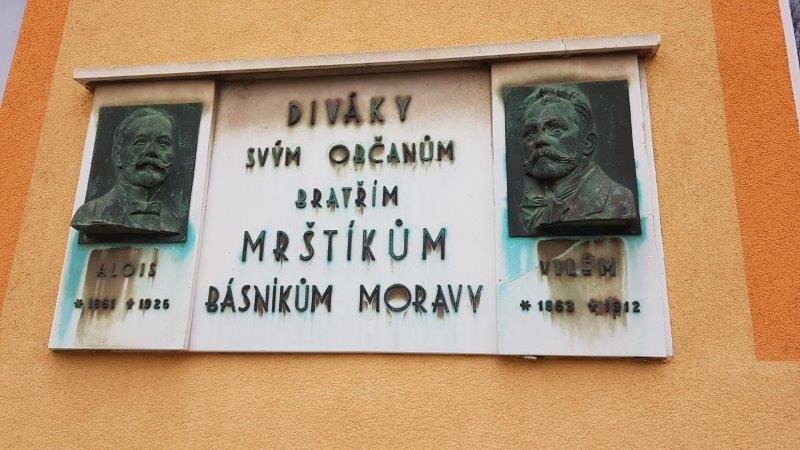 DIVÁKY
SVÝM OBČANŮM
BRATŘÍM
MRŠTÍKŮM
BÁSNÍKŮM MORAVY
ALOIS
* 1861 + 1925
VILÉM
* 1863 + 1912